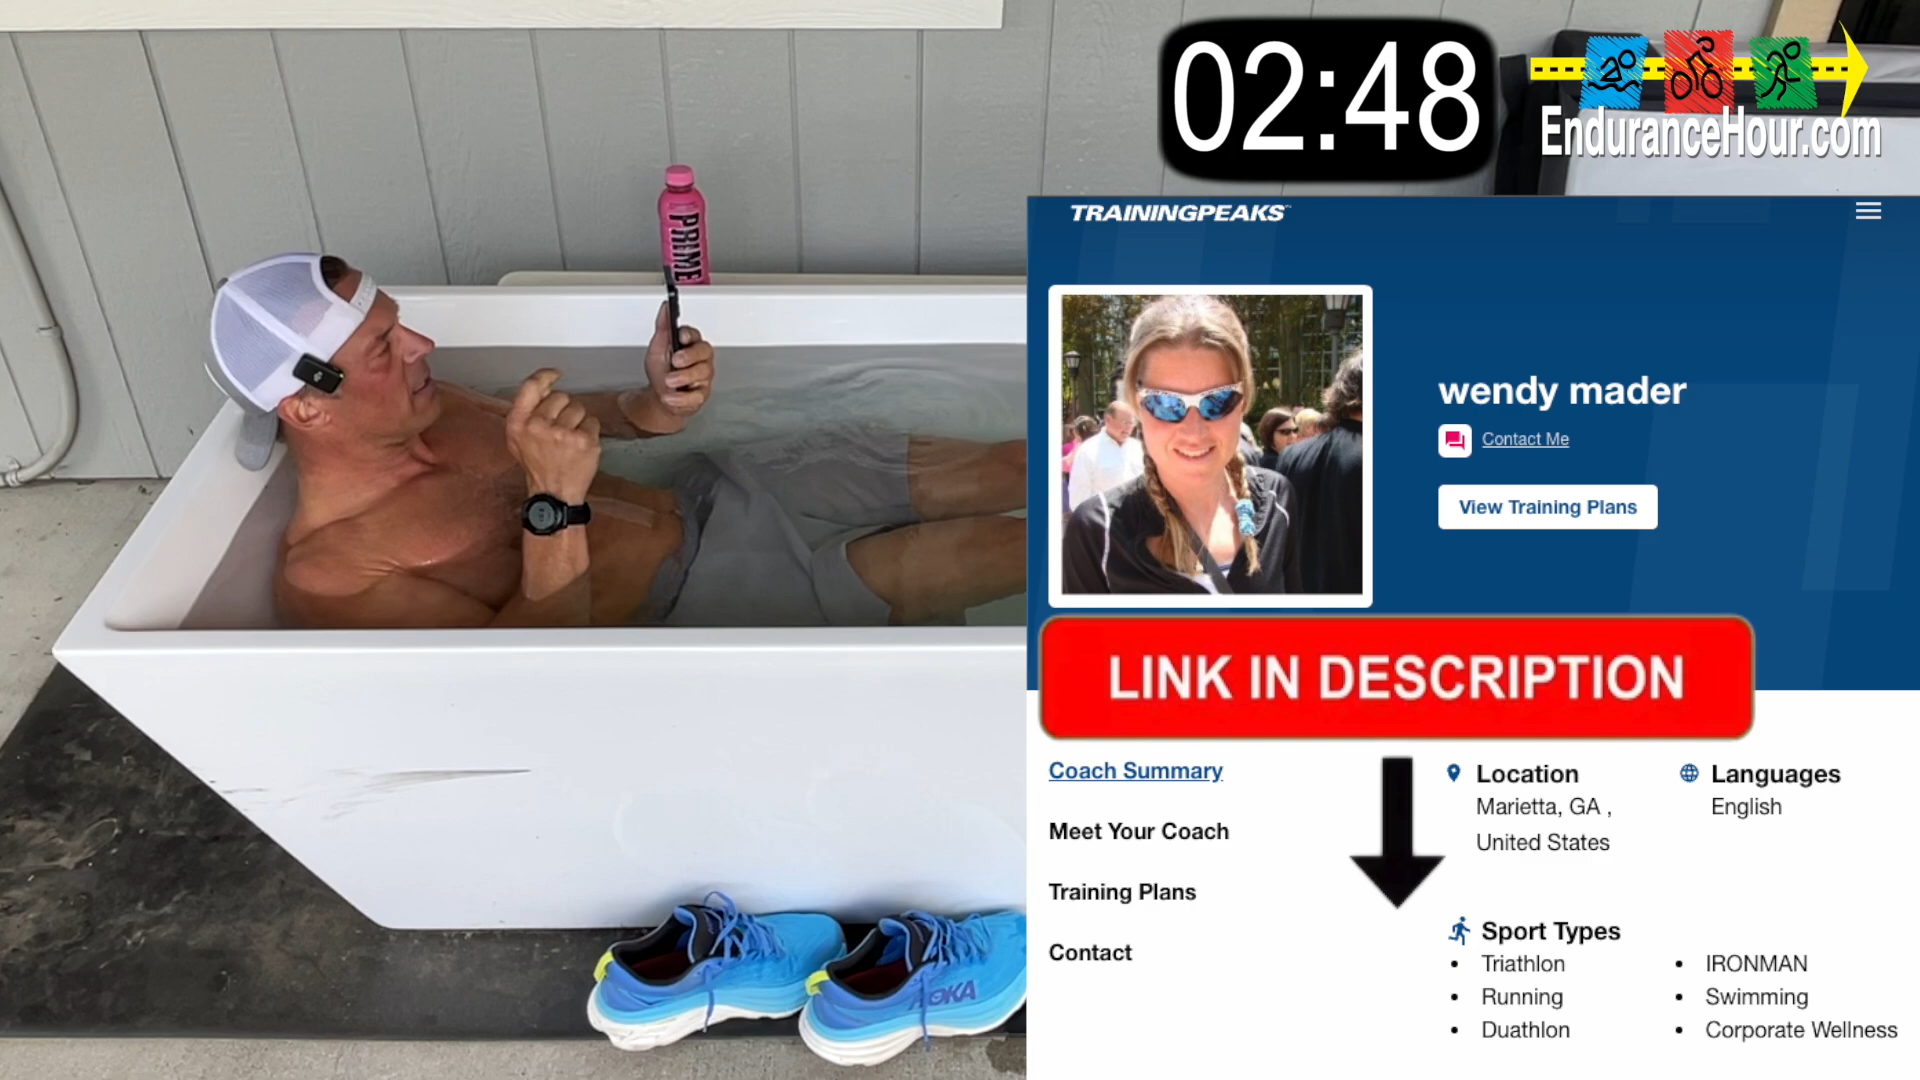 02:48
EnduranceHour.com
PRIME
TRAININGPEAKS
wendy mader
Contact Me
View Training Plans
LINK IN DESCRIPTION
Coach Summary
Meet Your Coach
Training Plans
Contact
Location
Marietta, GA ,
United States
Languages
English
Sport Types
Triathlon
Running
Duathlon
IRONMAN
Swimming
Corporate Wellness
HOKA